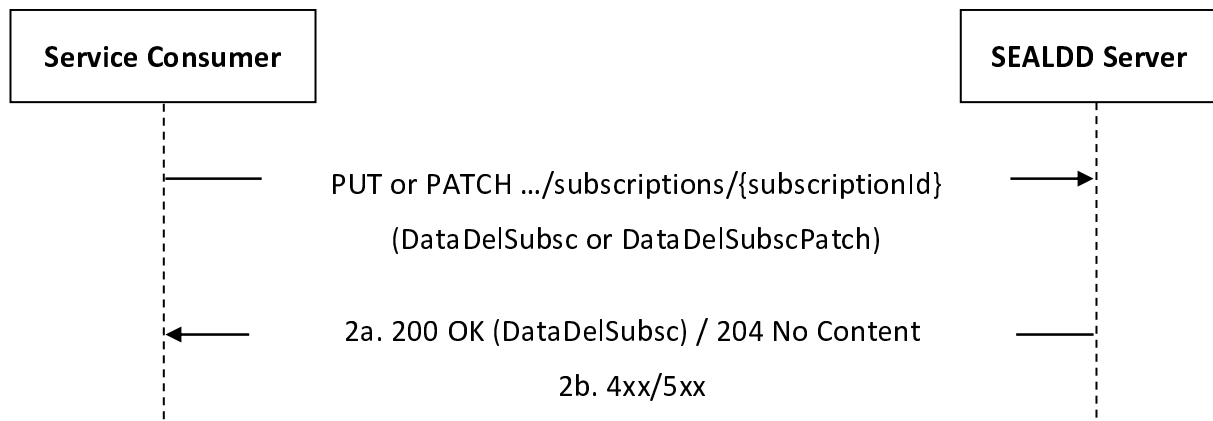 Service Consumer
SEALDD Server
PUT or PATCH .../subscriptions/{subscriptionId}
(DataDelSubsc or DataDelSubscPatch)
2a. 200 OK (DataDelSubsc) / 204 No Content
2b. 4xx/5xx